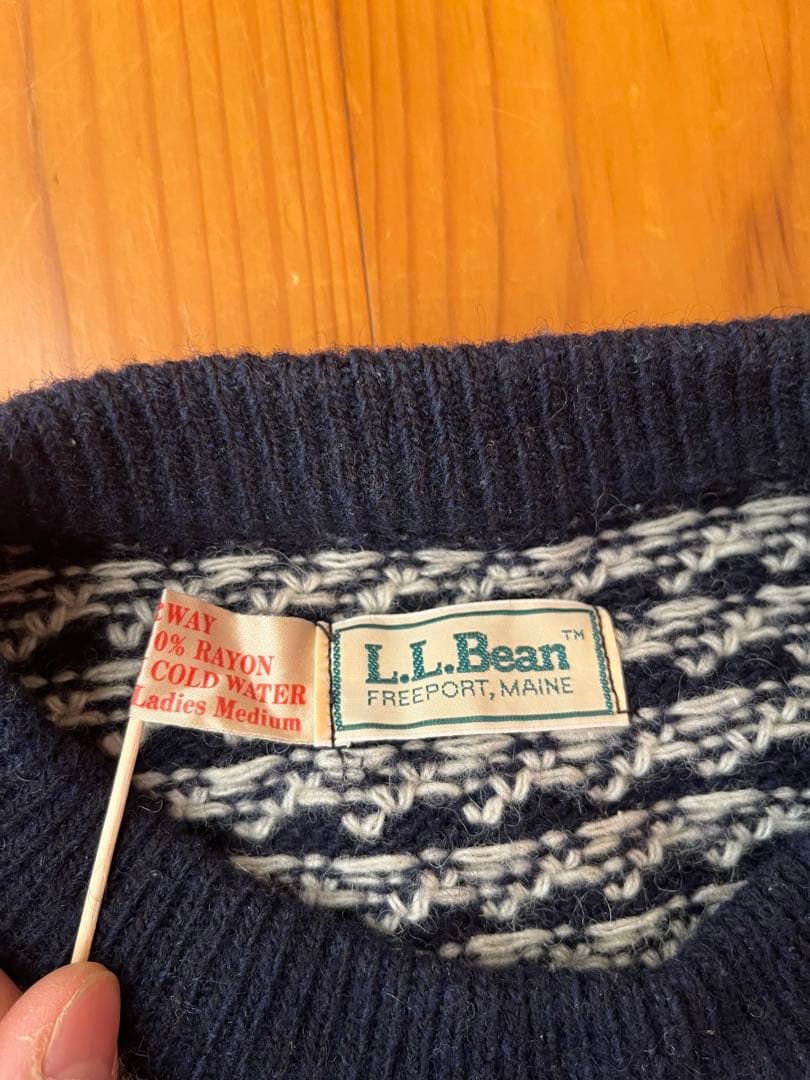 WAY
0% RAYON
COLD WATER
Ladies Medium
L.L.Bean™
FREEPORT, MAINE